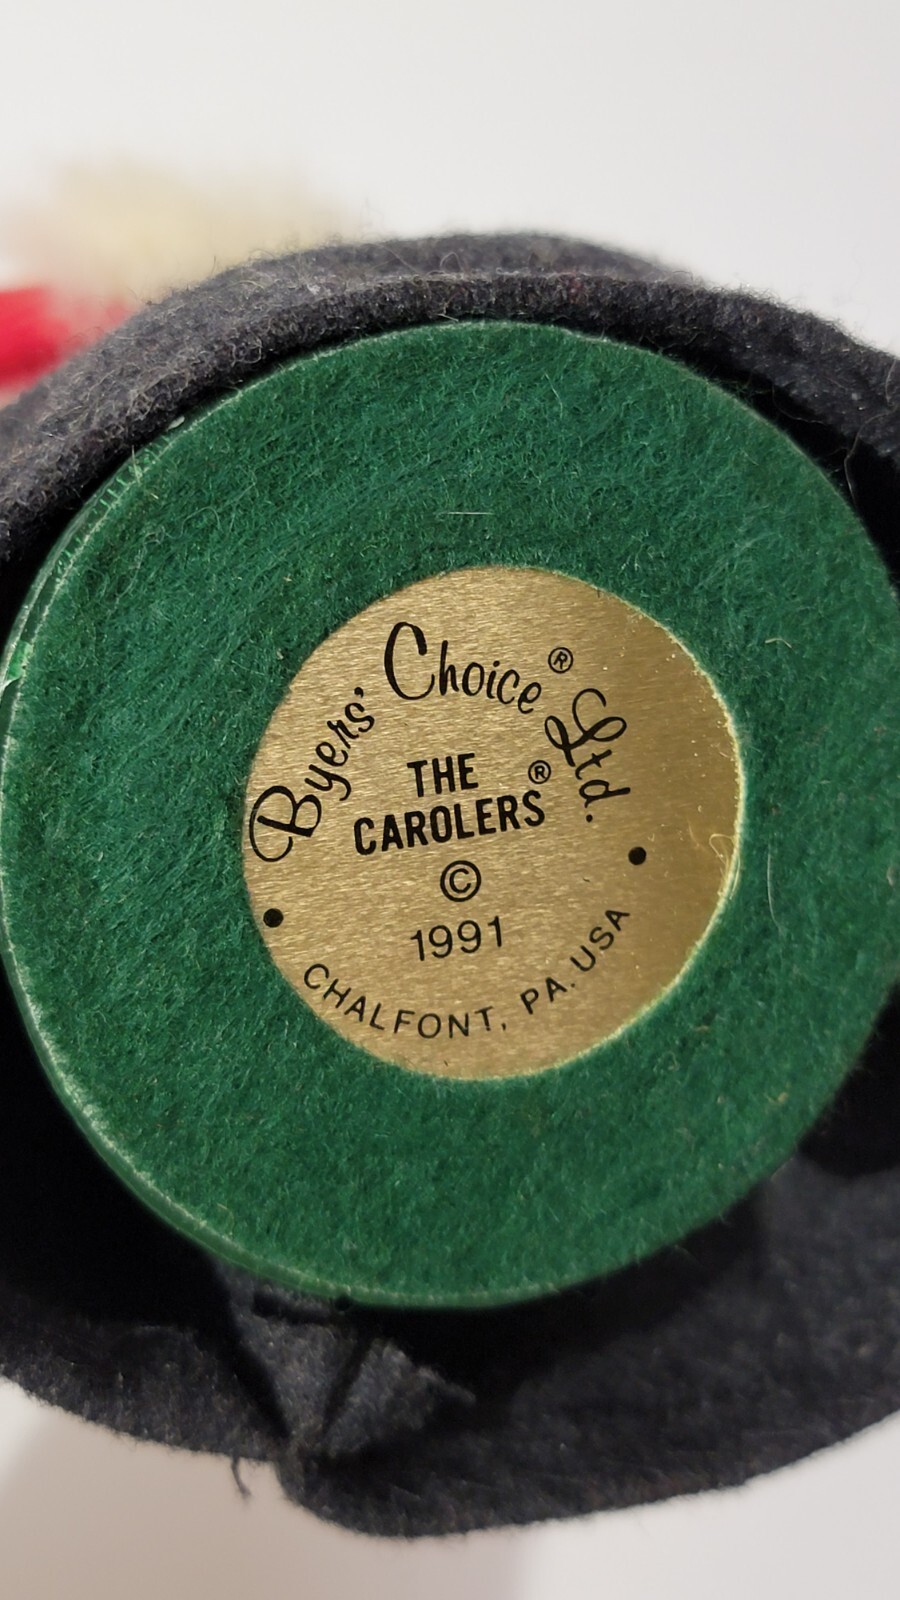 Byers' Choice® Ltd.
THE
CAROLERS®
©
1991
CHALFONT, PA. USA